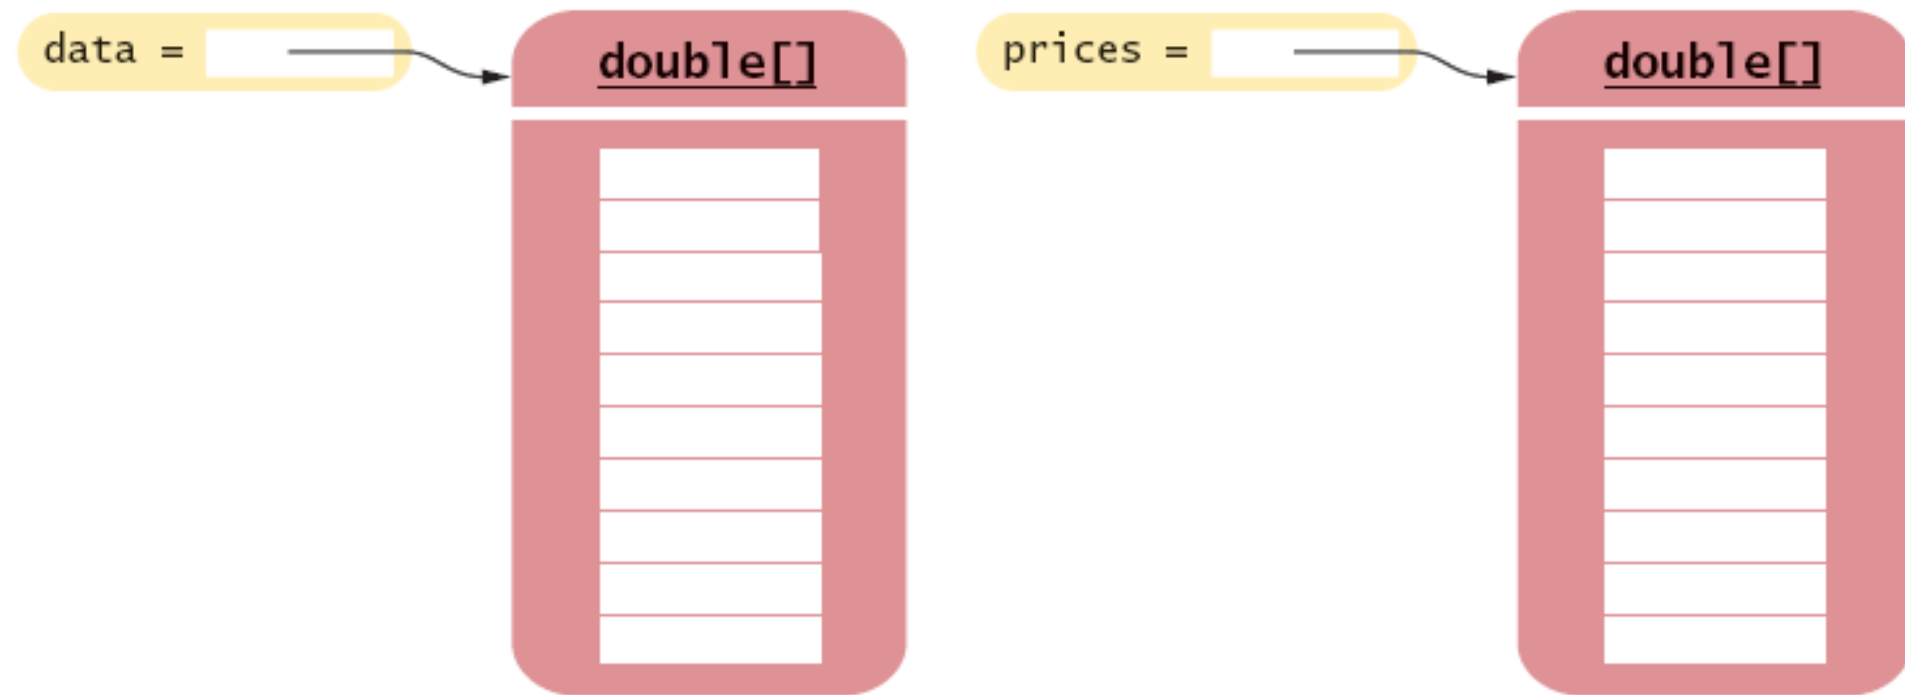 data =
double[]
prices =
double[]